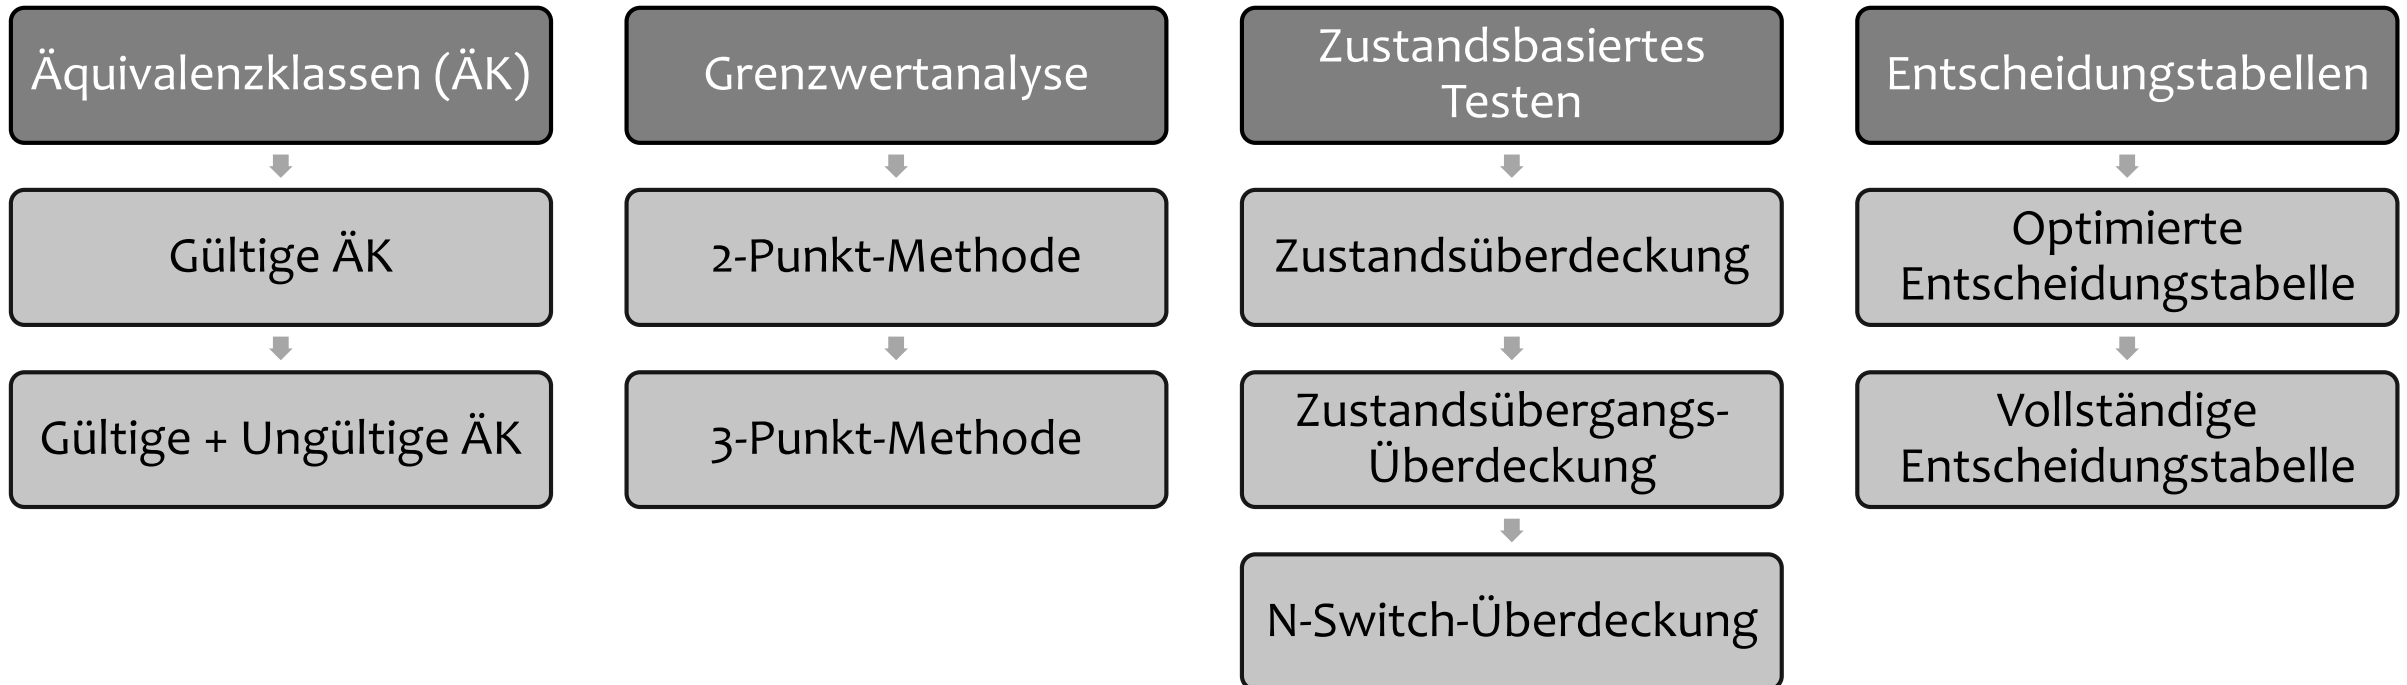 Äquivalenzklassen (ÄK)
Gültige ÄK
Gültige + Ungültige ÄK
Grenzwertanalyse
2-Punkt-Methode
3-Punkt-Methode
Zustandsbasiertes
Testen
Zustandsüberdeckung
Zustandsübergangs-
Überdeckung
N-Switch-Überdeckung
Entscheidungstabellen
Optimierte
Entscheidungstabelle
Vollständige
Entscheidungstabelle